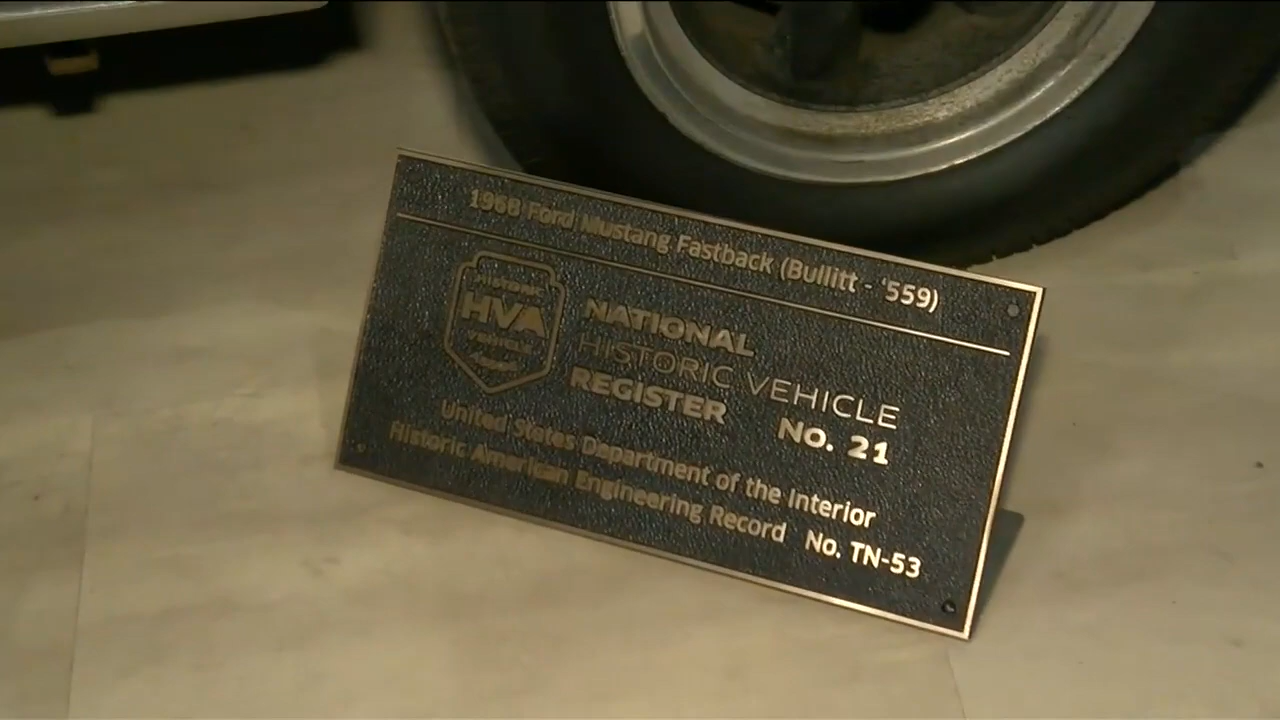 1968 Ford Mustang Fastback (Bullitt - '559)
HISTORIC
HVA
VEHICLE
NATIONAL
HISTORIC VEHICLE
REGISTER No. 21
United States Department of the Interior
Historic American Engineering Record No. TN-53